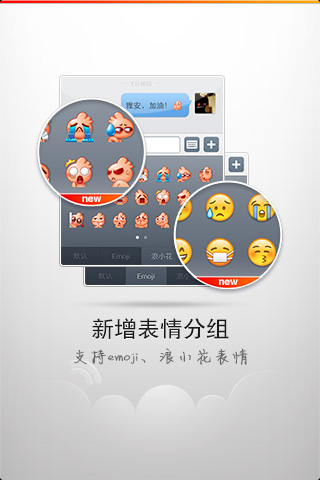 雅安，加油！
new
默认 Emoji 浪小花
new
默认 Emoji 浪小
新增表情分组
支持emoji、浪小花表情